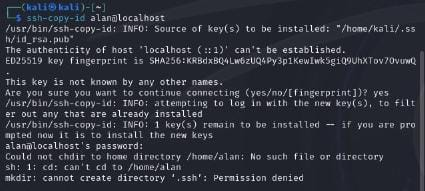 ┌──(kali㉿kali)-[~]
└─$ ssh-copy-id alan@localhost
/usr/bin/ssh-copy-id: INFO: Source of key(s) to be installed: "/home/kali/.ss
h/id_rsa.pub"
The authenticity of host 'localhost (::1)' can't be established.
ED25519 key fingerprint is SHA256:KRBdxBQ4Lw6zUQ4Py3p1KewIwk5giQ9UhXTov7OvuwQ
.
This key is not known by any other names.
Are you sure you want to continue connecting (yes/no/[fingerprint])? yes
/usr/bin/ssh-copy-id: INFO: attempting to log in with the new key(s), to filt
er out any that are already installed
/usr/bin/ssh-copy-id: INFO: 1 key(s) remain to be installed -- if you are pro
mpted now it is to install the new keys
alan@localhost's password:
Could not chdir to home directory /home/alan: No such file or directory
sh: 1: cd: can't cd to /home/alan
mkdir: cannot create directory '.ssh': Permission denied